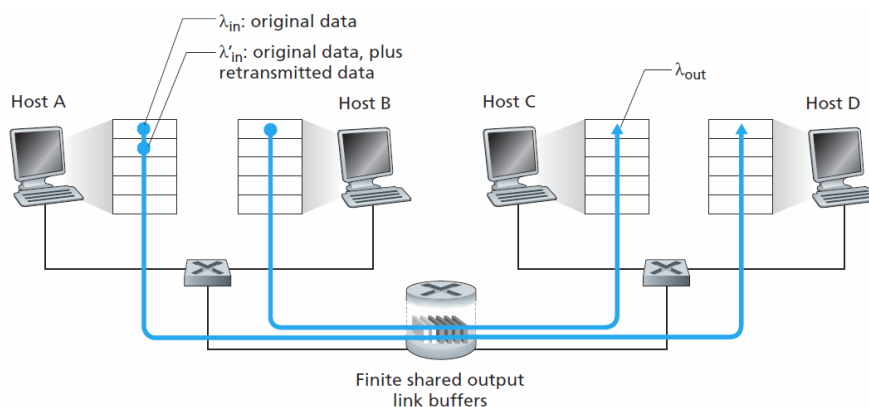 λin: original data
λ'in: original data, plus
retransmitted data
λout
Host A
Host B
Host C
Host D
Finite shared output
link buffers